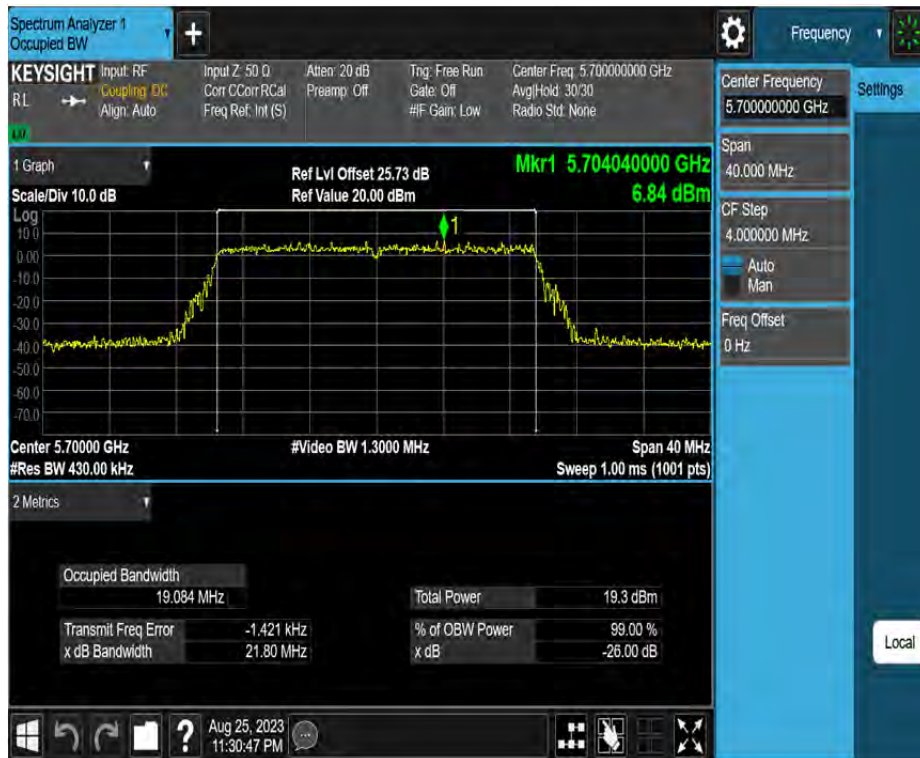 Spectrum Analyzer 1
Occupied BW
+
Frequency
KEYSIGHT
RL
Input: RF
Coupling: DC
Align: Auto
Input Z: 50 Ω
Corr CCorr RCal
Freq Ref: Int (S)
Atten: 20 dB
Preamp: Off
Trig: Free Run
Gate: Off
#IF Gain: Low
Center Freq: 5.700000000 GHz
Avg|Hold: 30/30
Radio Std: None
Center Frequency
5.700000000 GHz
Settings
Span
40.000 MHz
CF Step
4.000000 MHz
Auto
Man
Freq Offset
0 Hz
1 Graph
Scale/Div 10.0 dB
Ref Lvl Offset 25.73 dB
Ref Value 20.00 dBm
Mkr1 5.704040000 GHz
6.84 dBm
Log
10.0
0.00
-10.0
-20.0
-30.0
-40.0
-50.0
-60.0
-70.0
1
Center 5.70000 GHz
#Res BW 430.00 kHz
#Video BW 1.3000 MHz
Span 40 MHz
Sweep 1.00 ms (1001 pts)
2 Metrics
Occupied Bandwidth
19.084 MHz
Total Power 19.3 dBm
Transmit Freq Error -1.421 kHz
% of OBW Power 99.00 %
x dB Bandwidth 21.80 MHz
x dB -26.00 dB
Local
?
Aug 25, 2023
11:30:47 PM